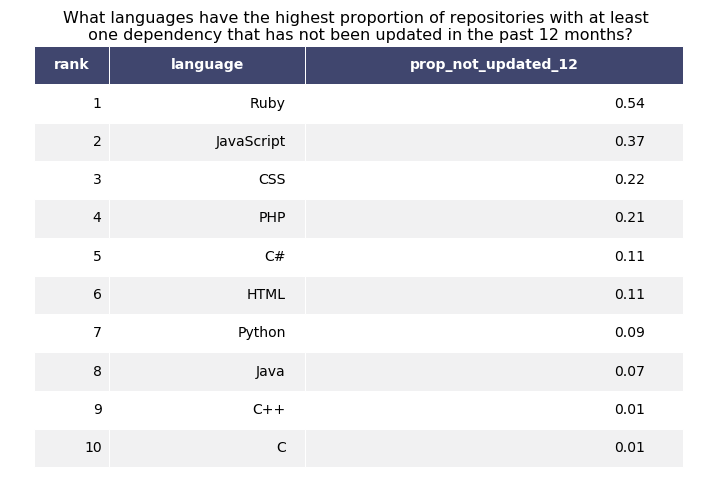 What languages have the highest proportion of repositories with at least
one dependency that has not been updated in the past 12 months?
rank language prop_not_updated_12
1 Ruby 0.54
2 JavaScript 0.37
3 CSS 0.22
4 PHP 0.21
5 C# 0.11
6 HTML 0.11
7 Python 0.09
8 Java 0.07
9 C++ 0.01
10 C 0.01